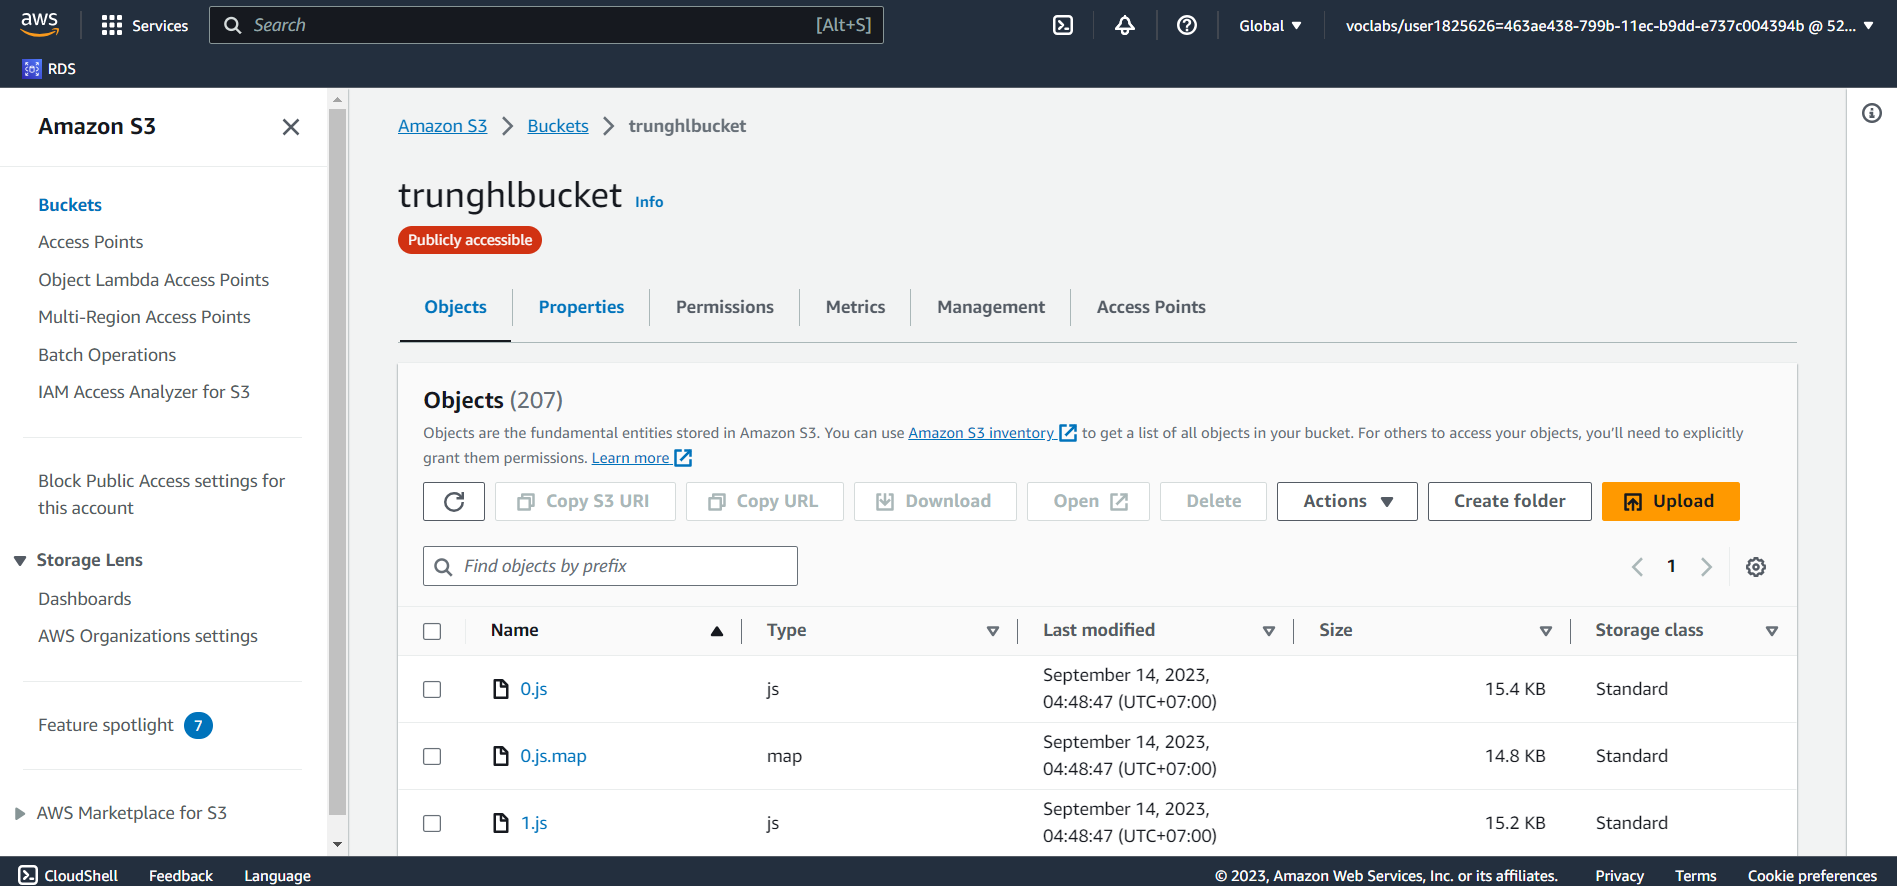 aws
Services
Search
[Alt+S]
Global
voclabs/user1825626=463ae438-799b-11ec-b9dd-e737c004394b @ 52...
RDS
Amazon S3
Buckets
Access Points
Object Lambda Access Points
Multi-Region Access Points
Batch Operations
IAM Access Analyzer for S3
Block Public Access settings for
this account
Storage Lens
Dashboards
AWS Organizations settings
Feature spotlight 7
AWS Marketplace for S3
Amazon S3 > Buckets > trunghlbucket
trunghlbucket Info
Publicly accessible
Objects Properties Permissions Metrics Management Access Points
Objects (207)
Objects are the fundamental entities stored in Amazon S3. You can use Amazon S3 inventory to get a list of all objects in your bucket. For others to access your objects, you'll need to explicitly
grant them permissions. Learn more
Copy S3 URI Copy URL Download Open Delete Actions Create folder Upload
Find objects by prefix
1
Name Type Last modified Size Storage class
0.js js September 14, 2023, 15.4 KB Standard
04:48:47 (UTC+07:00)
0.js.map map September 14, 2023, 14.8 KB Standard
04:48:47 (UTC+07:00)
1.js js September 14, 2023, 15.2 KB Standard
04:48:47 (UTC+07:00)
CloudShell Feedback Language © 2023, Amazon Web Services, Inc. or its affiliates. Privacy Terms Cookie preferences